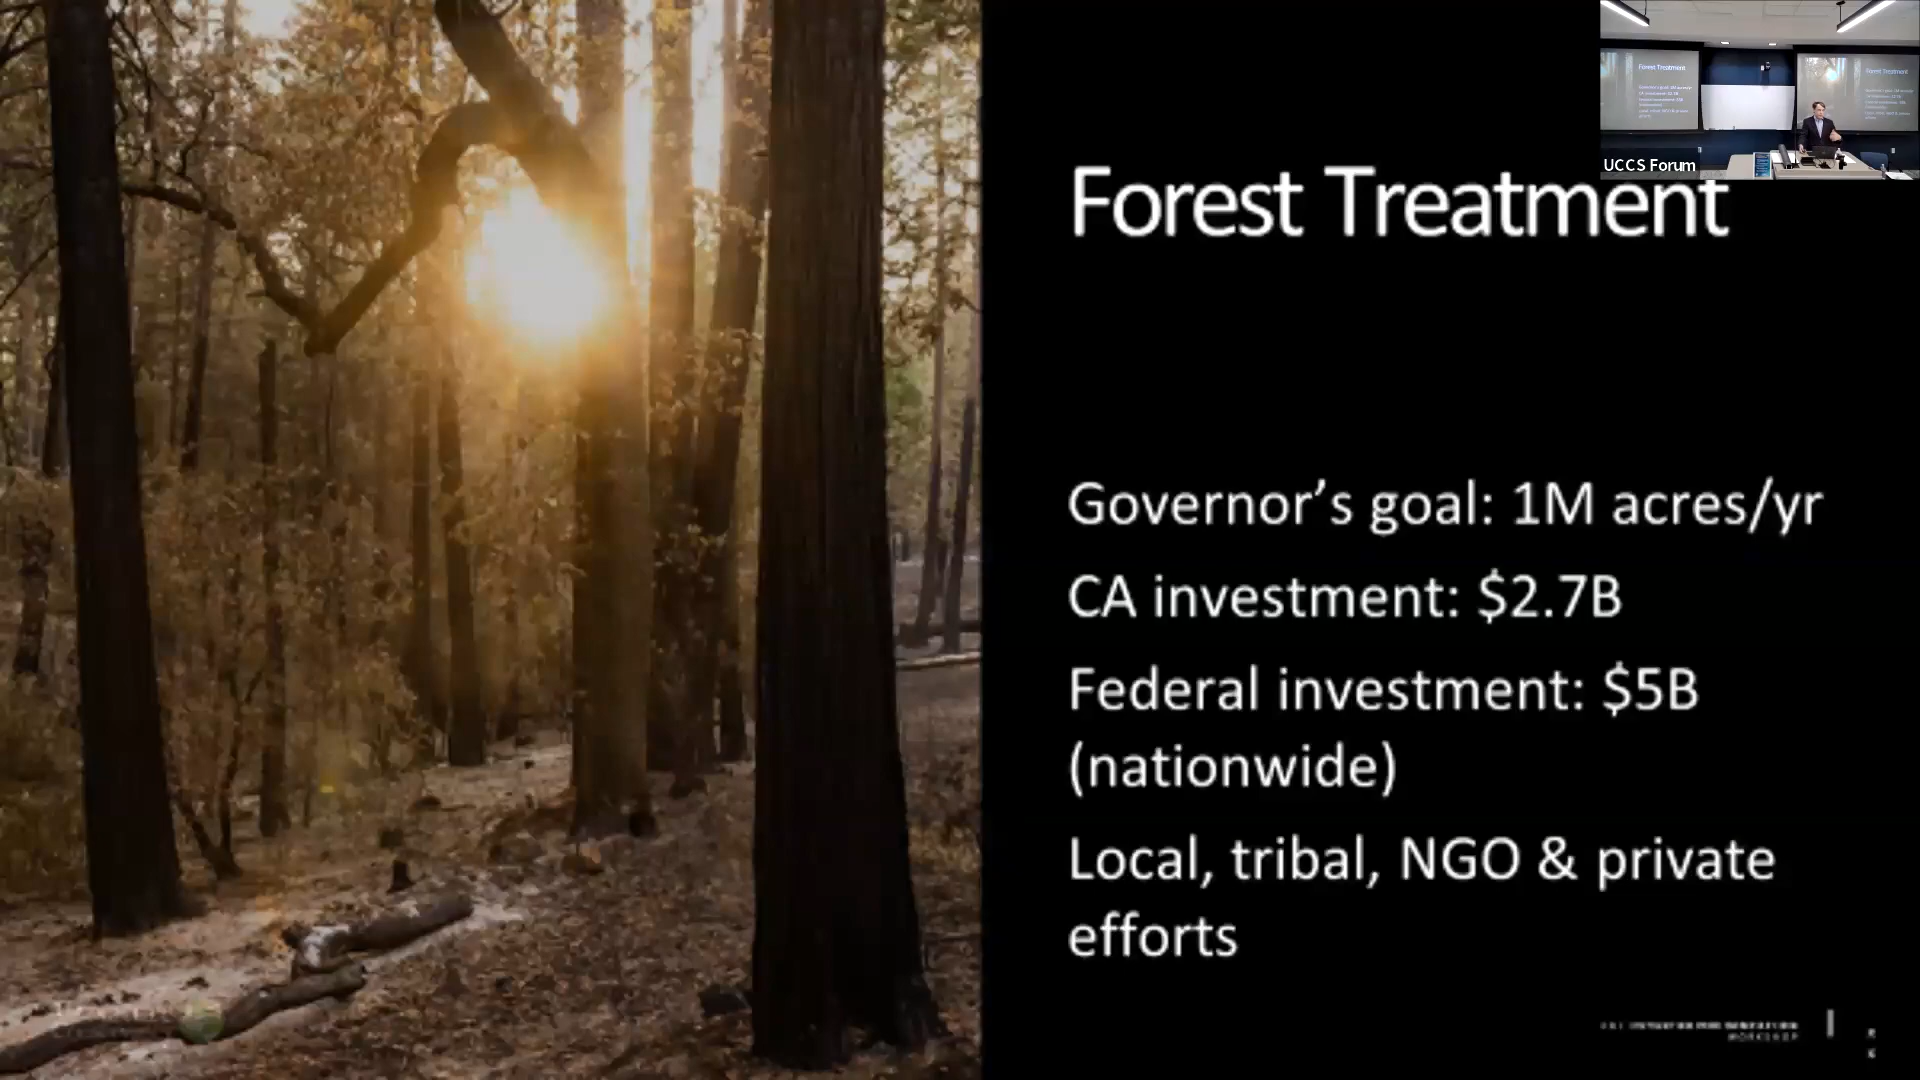 UCCS Forum
Forest Treatment
Governor’s goal: 1M acres/yr
CA investment: $2.7B
Federal investment: $5B
(nationwide)
Local, tribal, NGO & private
efforts
WORKSHOP